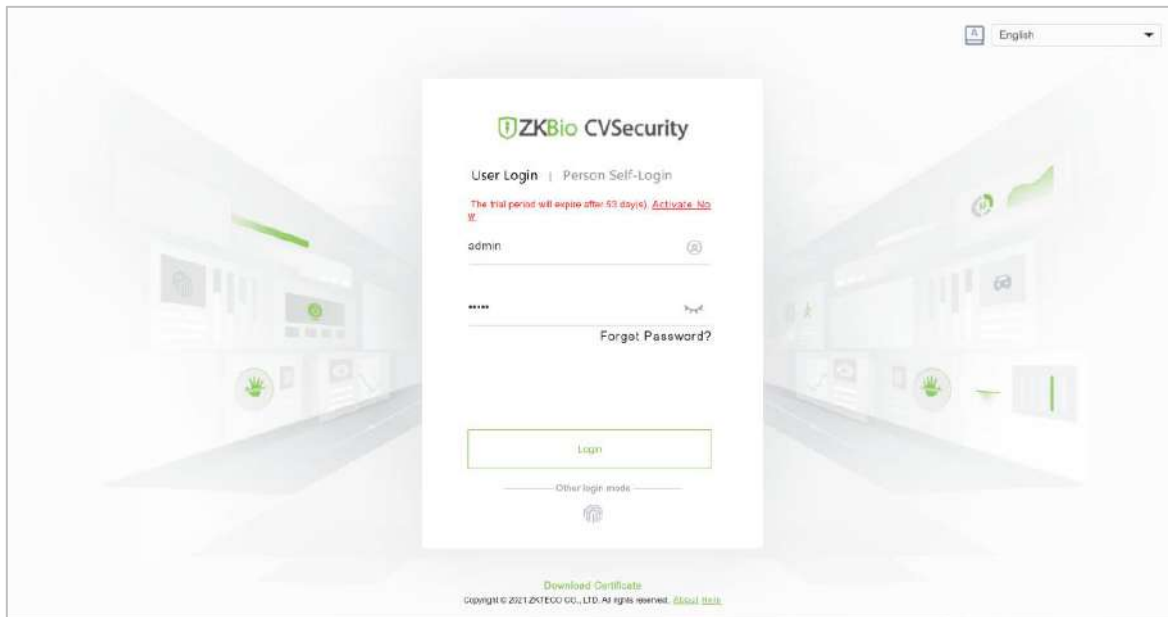 English
ZKBio CVSecurity
User Login | Person Self-Login
The trial period will expire after 53 day(s). Activate No
w
admin
•••••
Forget Password?
Login
Other login mode
Download Certificate
Copyright © 2021 ZKTECO CO., LTD. All rights reserved. About Help